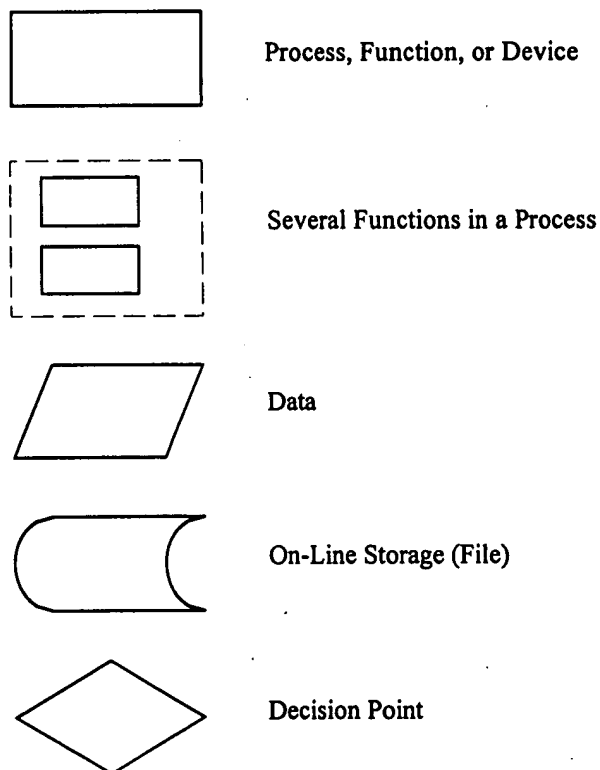 Process, Function, or Device
Several Functions in a Process
Data
On-Line Storage (File)
Decision Point